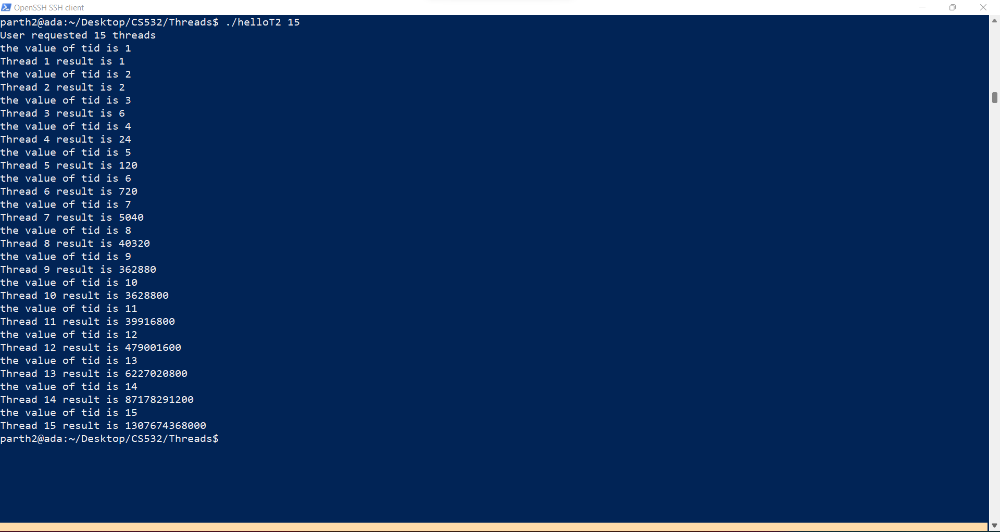 OpenSSH SSH client
parth2@ada:~/Desktop/CS532/Threads$ ./helloT2 15
User requested 15 threads
the value of tid is 1
Thread 1 result is 1
the value of tid is 2
Thread 2 result is 2
the value of tid is 3
Thread 3 result is 6
the value of tid is 4
Thread 4 result is 24
the value of tid is 5
Thread 5 result is 120
the value of tid is 6
Thread 6 result is 720
the value of tid is 7
Thread 7 result is 5040
the value of tid is 8
Thread 8 result is 40320
the value of tid is 9
Thread 9 result is 362880
the value of tid is 10
Thread 10 result is 3628800
the value of tid is 11
Thread 11 result is 39916800
the value of tid is 12
Thread 12 result is 479001600
the value of tid is 13
Thread 13 result is 6227020800
the value of tid is 14
Thread 14 result is 87178291200
the value of tid is 15
Thread 15 result is 1307674368000
parth2@ada:~/Desktop/CS532/Threads$